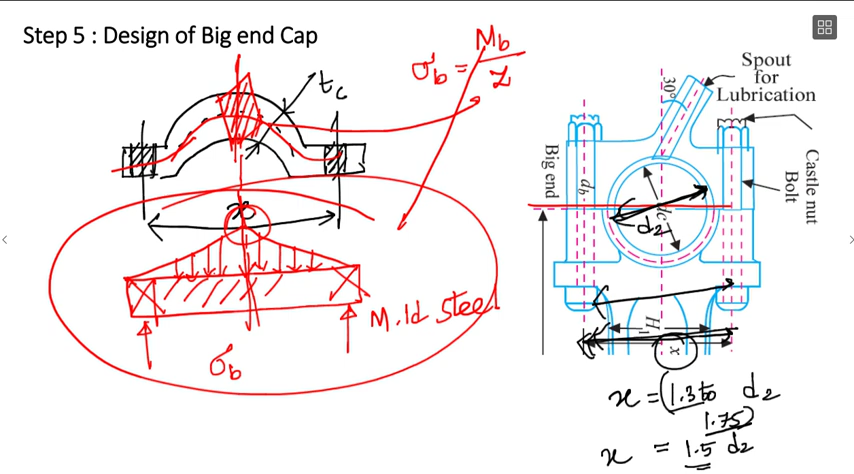 Step 5 : Design of Big end Cap
σb = Mb
Z
tc
x
Mild steel
σb
Spout
for
Lubrication
30°
Castle nut
Bolt
Big end
db
d2
H1
x
x = (1.3 to
1.75) d2
x = 1.5 d2